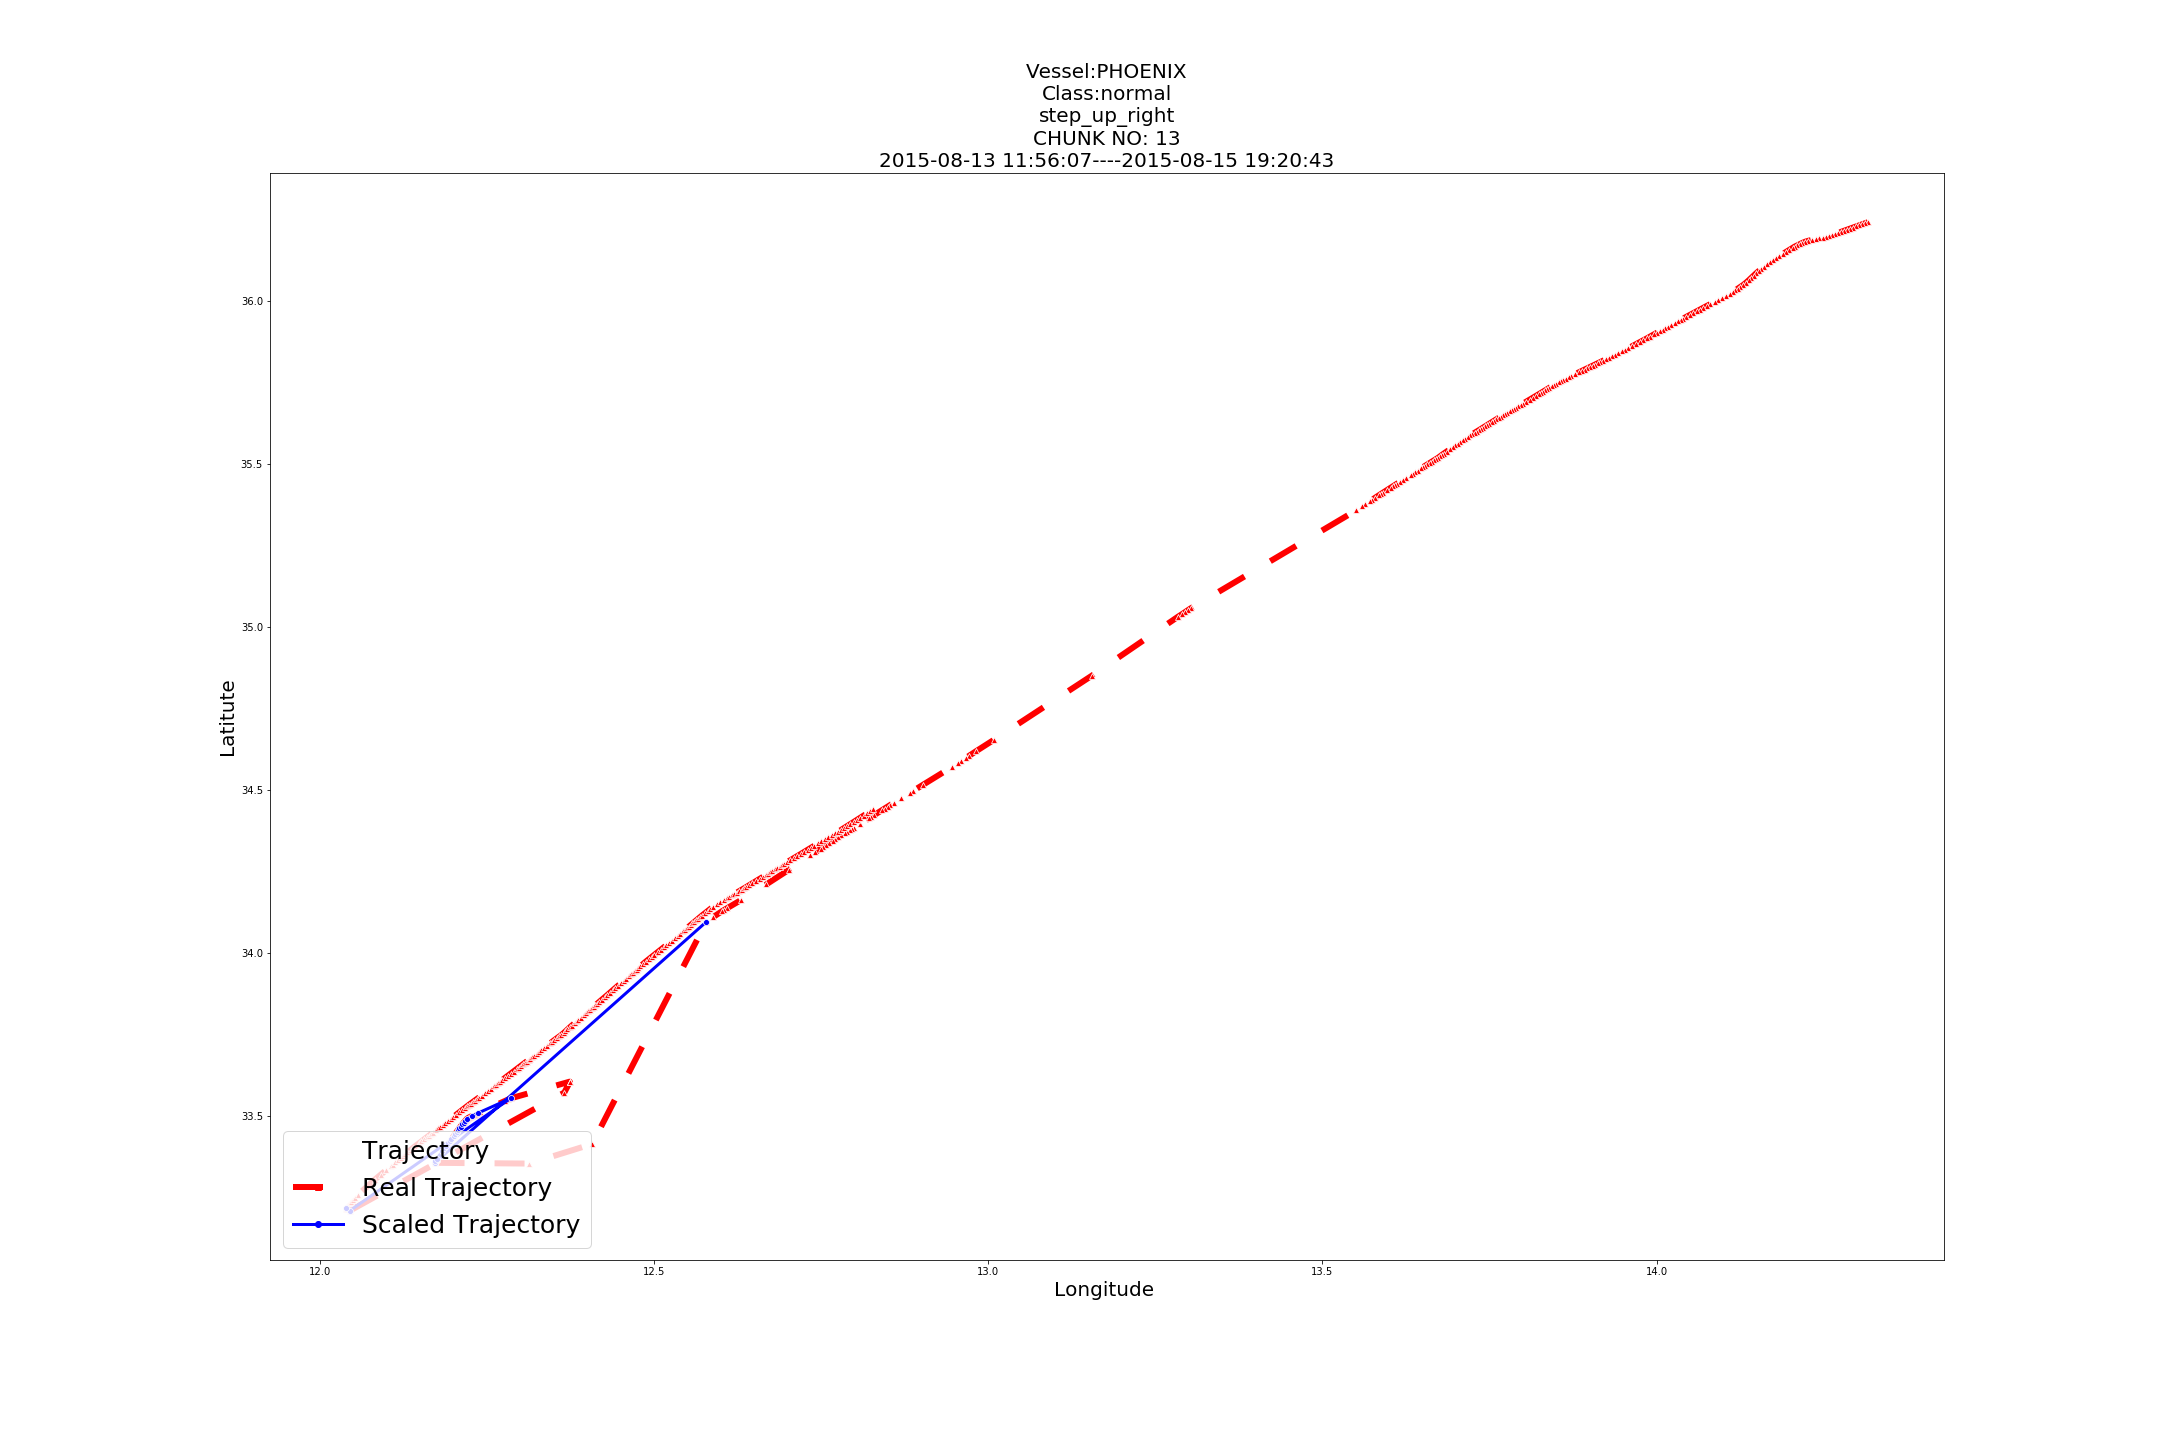 Vessel:PHOENIX
Class:normal
step_up_right
CHUNK NO: 13
2015-08-13 11:56:07----2015-08-15 19:20:43
36.0
35.5
35.0
34.5
34.0
33.5
Latitute
Trajectory
Real Trajectory
Scaled Trajectory
12.0 12.5 13.0 13.5 14.0
Longitude